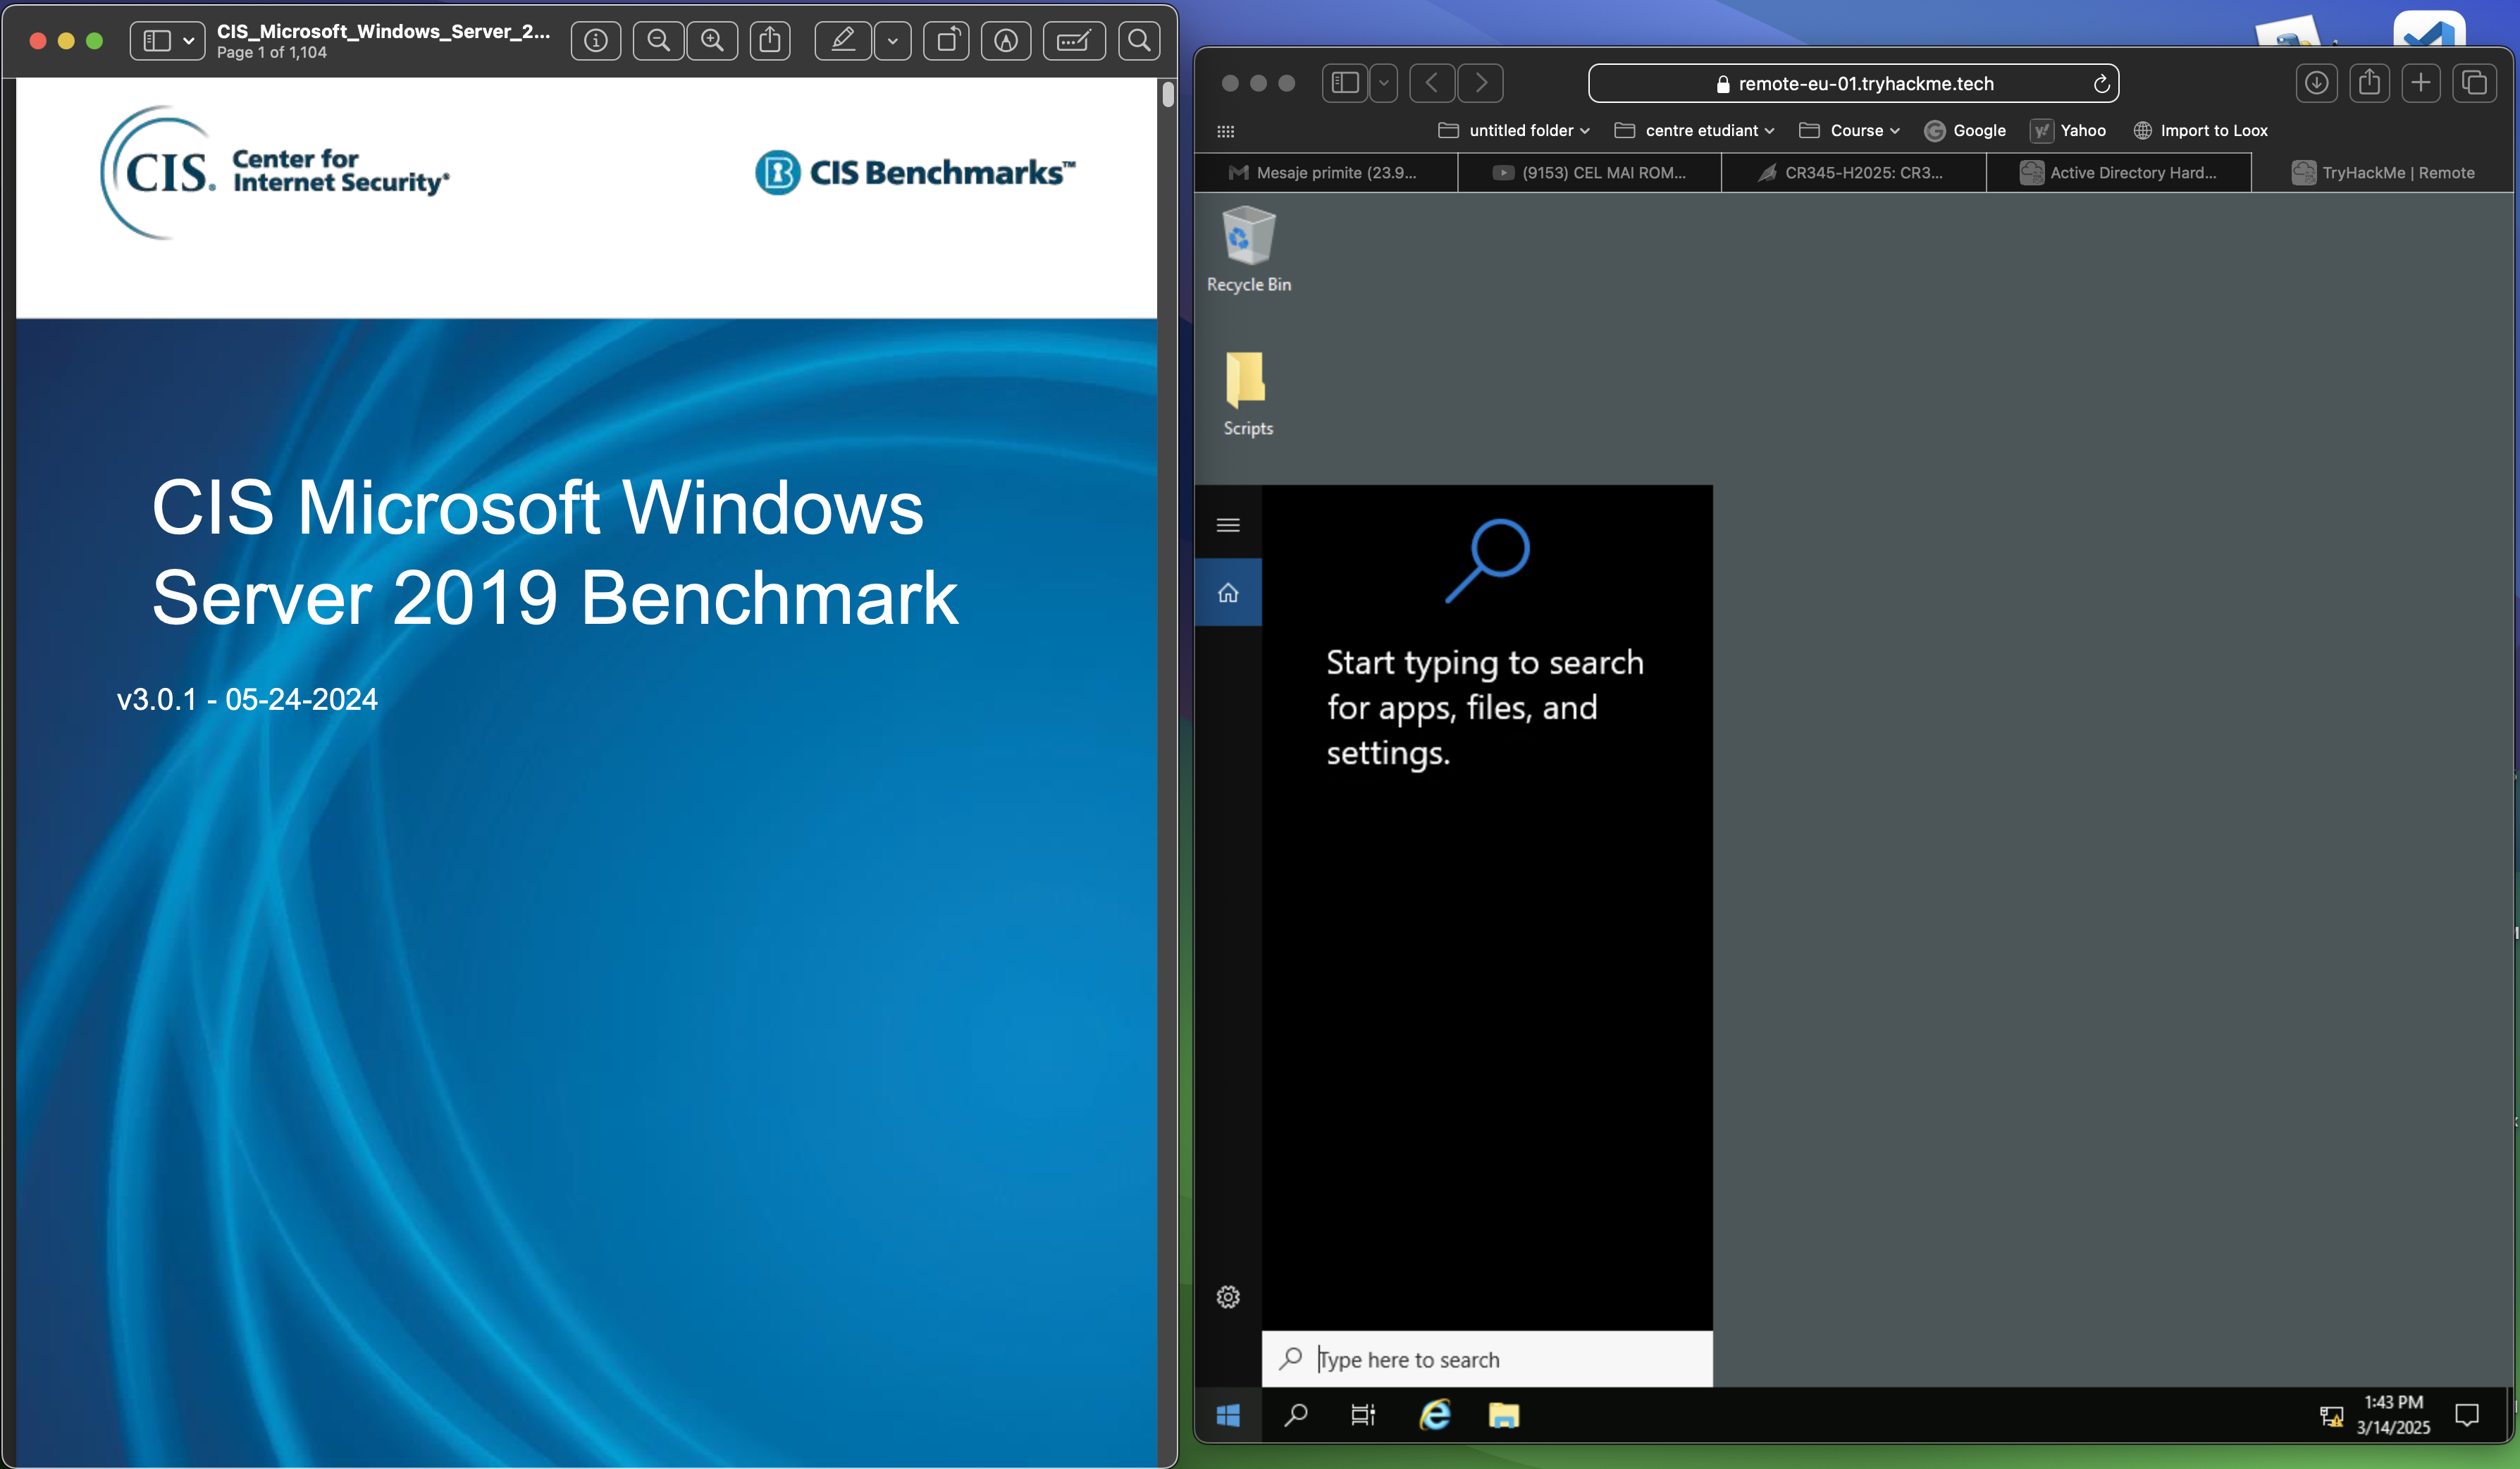 CIS_Microsoft_Windows_Server_2...
Page 1 of 1,104
CIS. Center for
Internet Security®
CIS Benchmarks™
CIS Microsoft Windows
Server 2019 Benchmark
v3.0.1 - 05-24-2024
remote-eu-01.tryhackme.tech
untitled folder
centre etudiant
Course
Google
Yahoo
Import to Loox
Mesaje primite (23.9...
(9153) CEL MAI ROM...
CR345-H2025: CR3...
Active Directory Hard...
TryHackMe | Remote
Recycle Bin
Scripts
Start typing to search
for apps, files, and
settings.
Type here to search
1:43 PM
3/14/2025